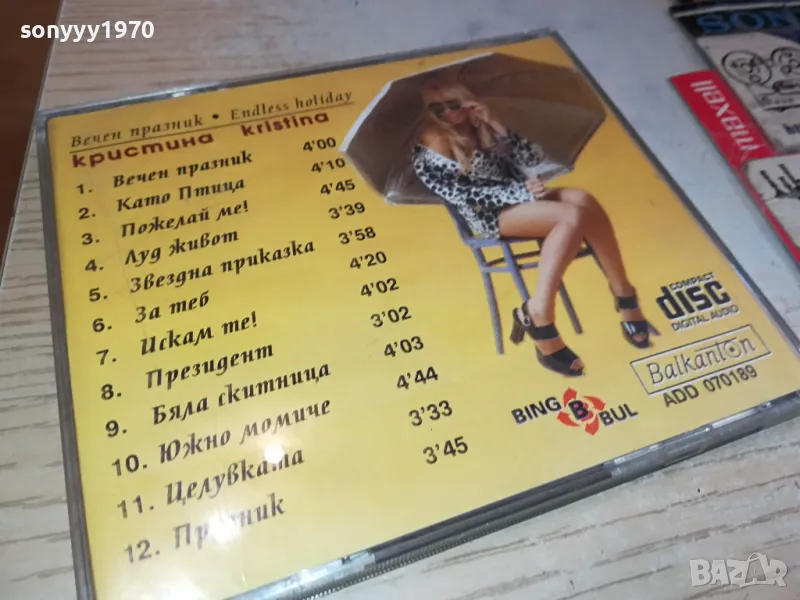 sonyyy1970
Вечен празник • Endless holiday
кристина kristina
1. Вечен празник 4'00
2. Като Птица 4'10
3. Пожелай ме! 4'45
4. Луд живот 3'39
5. Звездна приказка 3'58
6. За теб 4'20
7. Искам те! 4'02
8. Президент 3'02
9. Бяла скитница 4'03
10. Южно момиче 4'44
11. Целувката 3'33
12. Празник 3'45
COMPACT
disc
DIGITAL AUDIO
Balkanton
ADD 070189
BING B BUL
SON
maxell
BAZAR